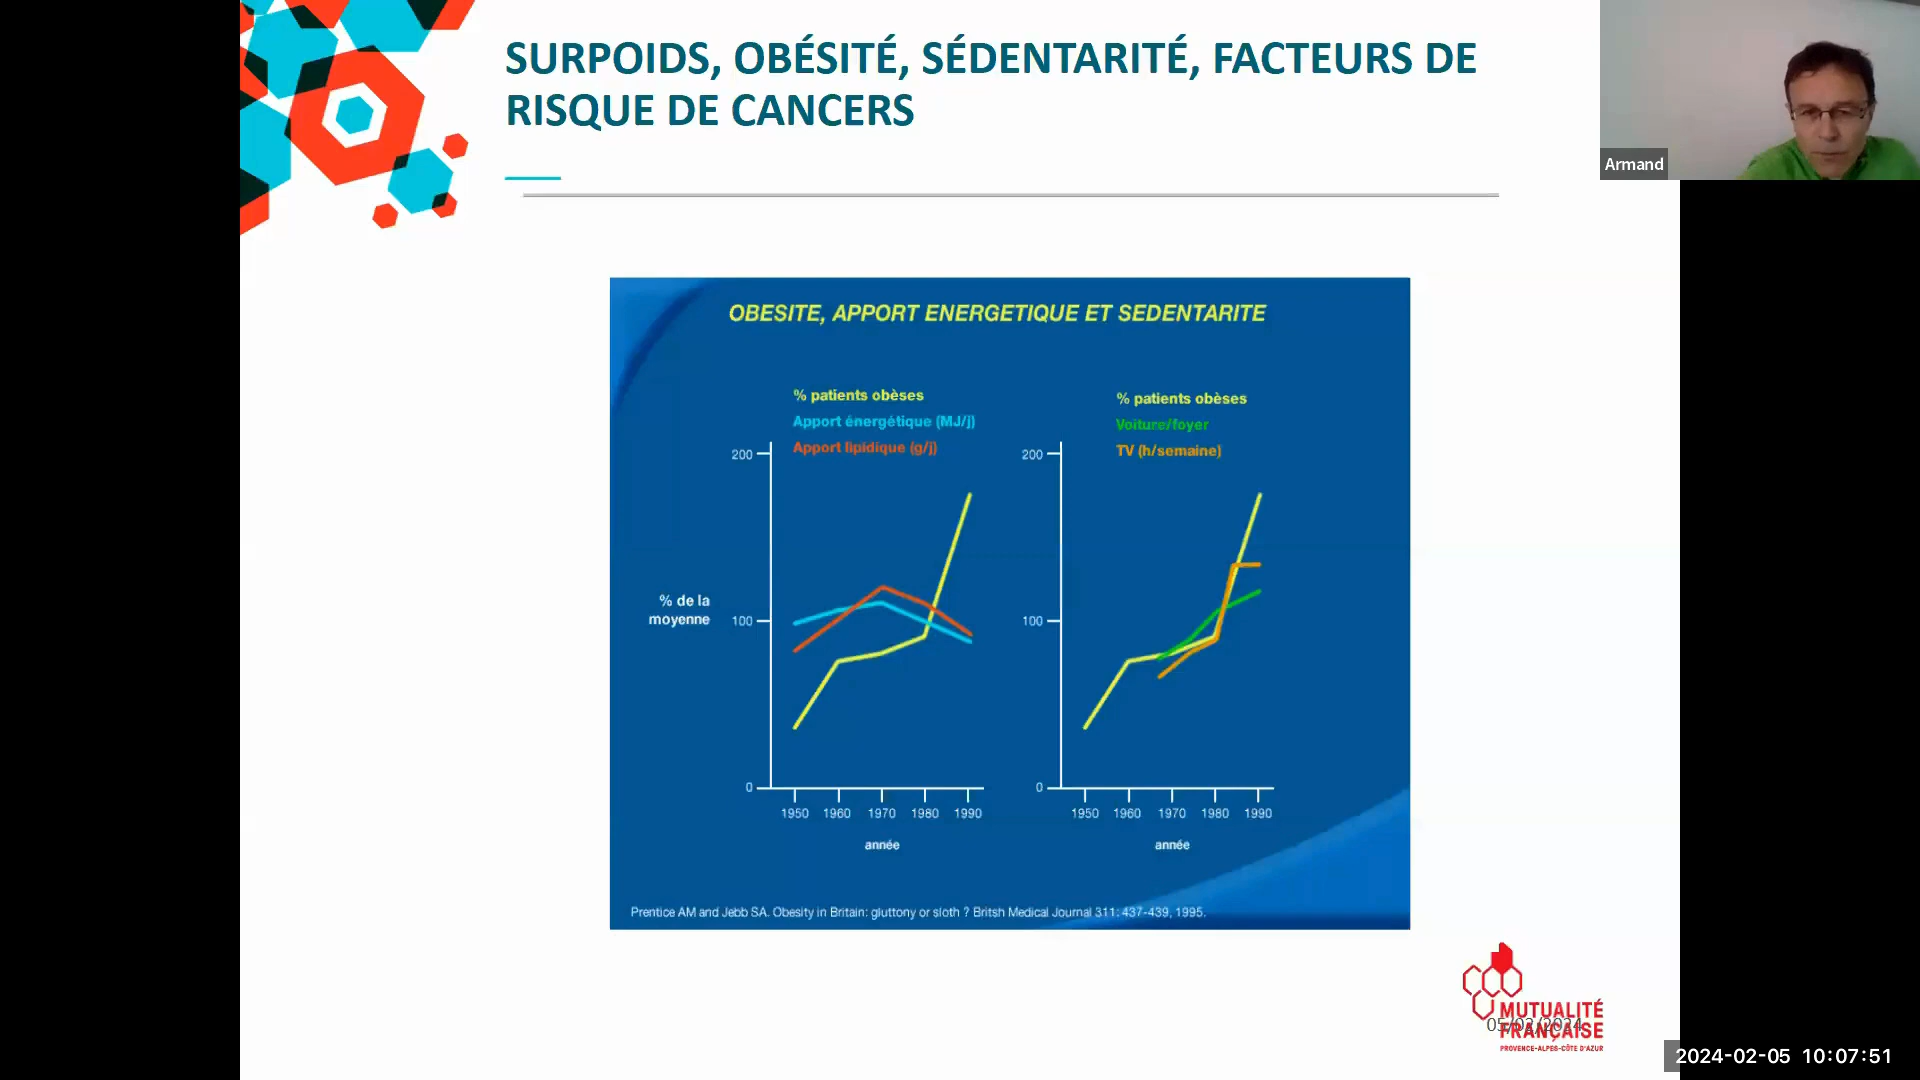 SURPOIDS, OBÉSITÉ, SÉDENTARITÉ, FACTEURS DE
RISQUE DE CANCERS
Armand
OBESITE, APPORT ENERGETIQUE ET SEDENTARITE
% patients obèses
Apport énergétique (MJ/j)
Apport lipidique (g/j)
% patients obèses
Voiture/foyer
TV (h/semaine)
200
200
% de la
moyenne
100
100
0
0
1950 1960 1970 1980 1990
1950 1960 1970 1980 1990
année
année
Prentice AM and Jebb SA. Obesity in Britain: gluttony or sloth ? Britsh Medical Journal 311: 437-439, 1995.
MUTUALITÉ
05/02/2024
FRANÇAISE
PROVENCE-ALPES-CÔTE D'AZUR
2024-02-05 10:07:51